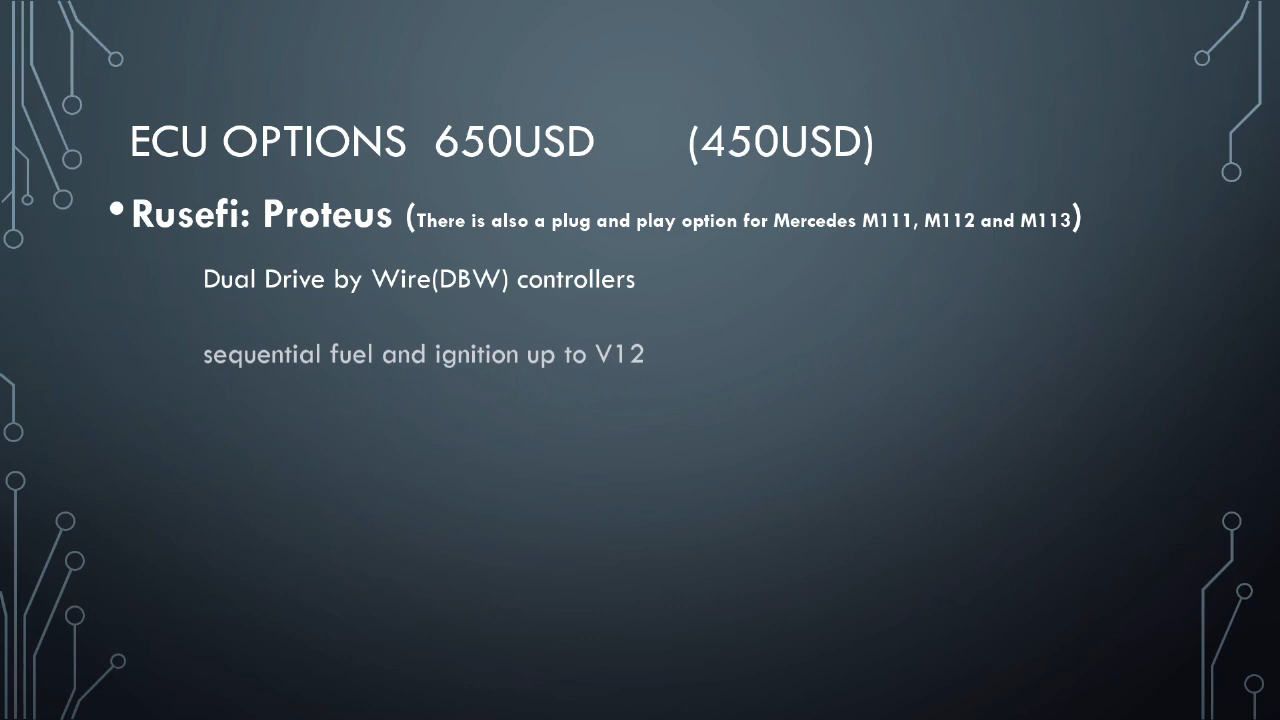 ECU OPTIONS 650USD (450USD)
•Rusefi: Proteus (There is also a plug and play option for Mercedes M111, M112 and M113)
Dual Drive by Wire(DBW) controllers
sequential fuel and ignition up to V12